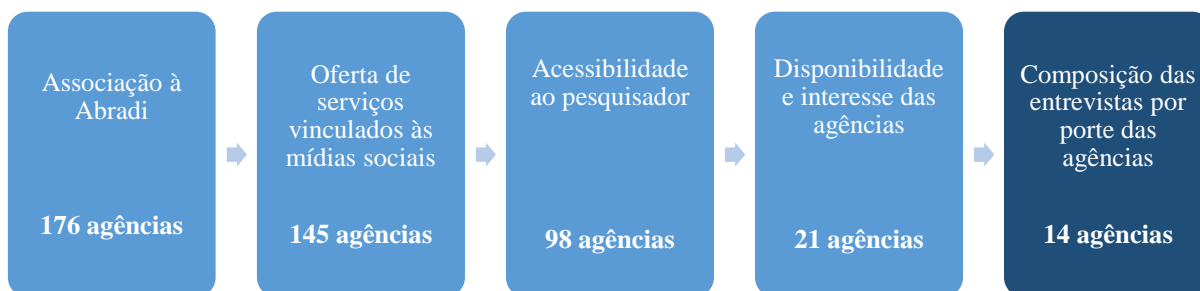 Associação à
Abradi
176 agências
Oferta de
serviços
vinculados às
mídias sociais
145 agências
Acessibilidade
ao pesquisador
98 agências
Disponibilidade
e interesse das
agências
21 agências
Composição das
entrevistas por
porte das
agências
14 agências